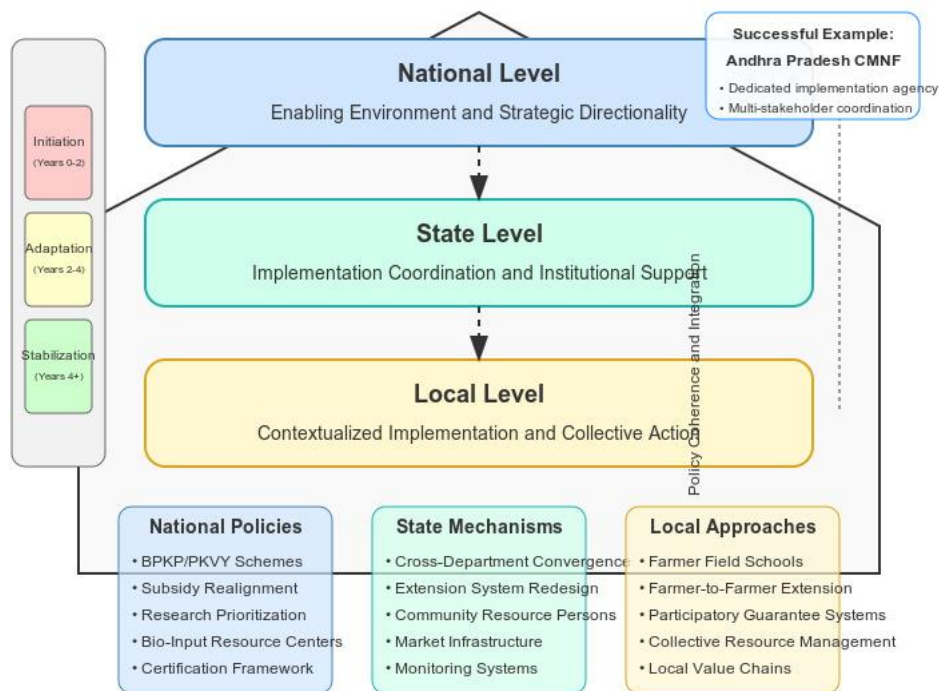 Successful Example:
Andhra Pradesh CMNF
• Dedicated implementation agency
• Multi-stakeholder coordination
National Level
Enabling Environment and Strategic Directionality
Initiation
(Years 0-2)
Adaptation
(Years 2-4)
Stabilization
(Years 4+)
State Level
Implementation Coordination and Institutional Support
Local Level
Contextualized Implementation and Collective Action
Policy Coherence and Integration
National Policies
• BPKP/PKVY Schemes
• Subsidy Realignment
• Research Prioritization
• Bio-Input Resource Centers
• Certification Framework
State Mechanisms
• Cross-Department Convergence
• Extension System Redesign
• Community Resource Persons
• Market Infrastructure
• Monitoring Systems
Local Approaches
• Farmer Field Schools
• Farmer-to-Farmer Extension
• Participatory Guarantee Systems
• Collective Resource Management
• Local Value Chains